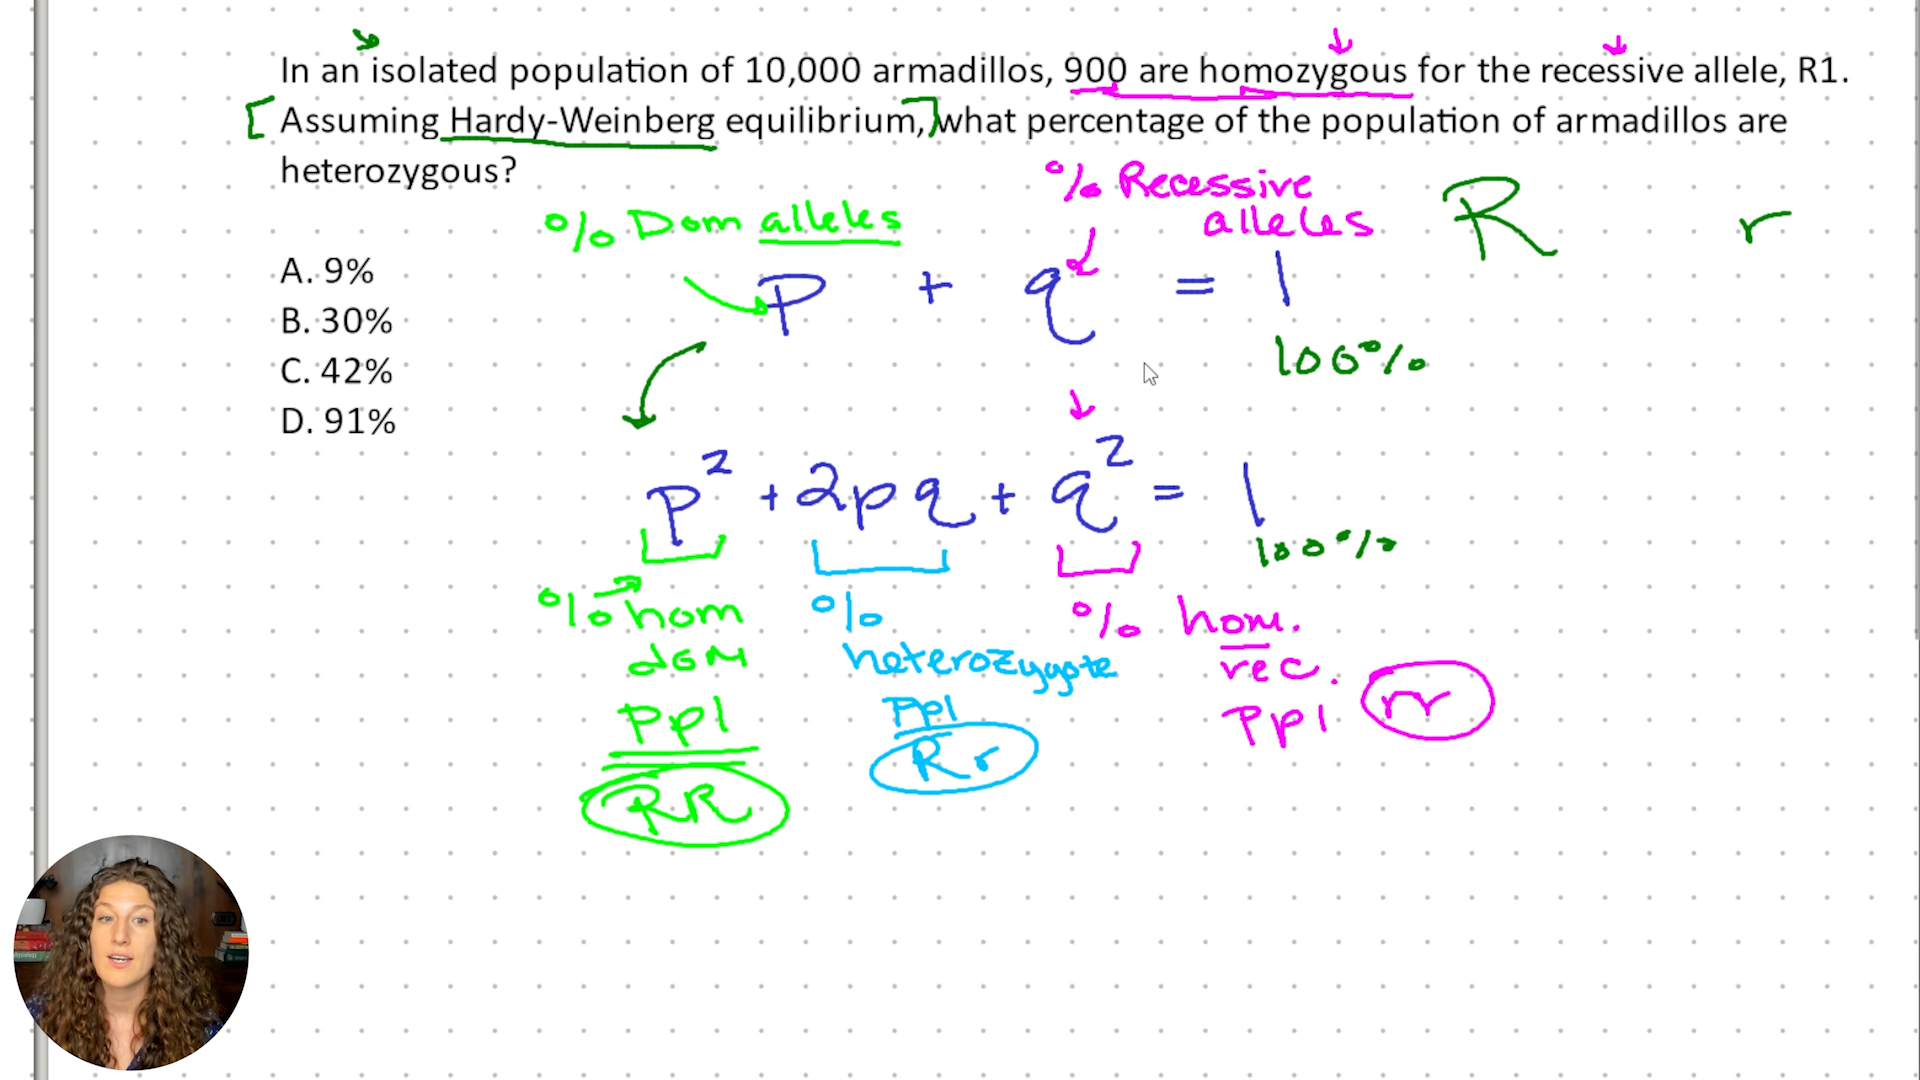 In an isolated population of 10,000 armadillos, 900 are homozygous for the recessive allele, R1.
Assuming Hardy-Weinberg equilibrium, what percentage of the population of armadillos are
heterozygous?
% Recessive
alleles
R r
% Dom alleles
A. 9%
B. 30%
C. 42%
D. 91%
p + q = 1
100%
p² + 2pq + q² = 1
100%
% hom
dom
ppl
RR
%
heterozygote
ppl
Rr
% hom.
rec.
ppl
rr